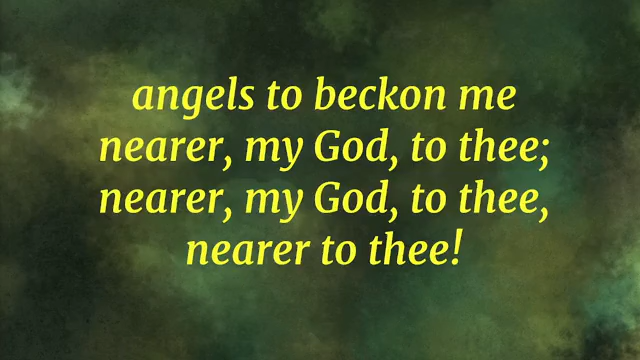 angels to beckon me
nearer, my God, to thee;
nearer, my God, to thee,
nearer to thee!